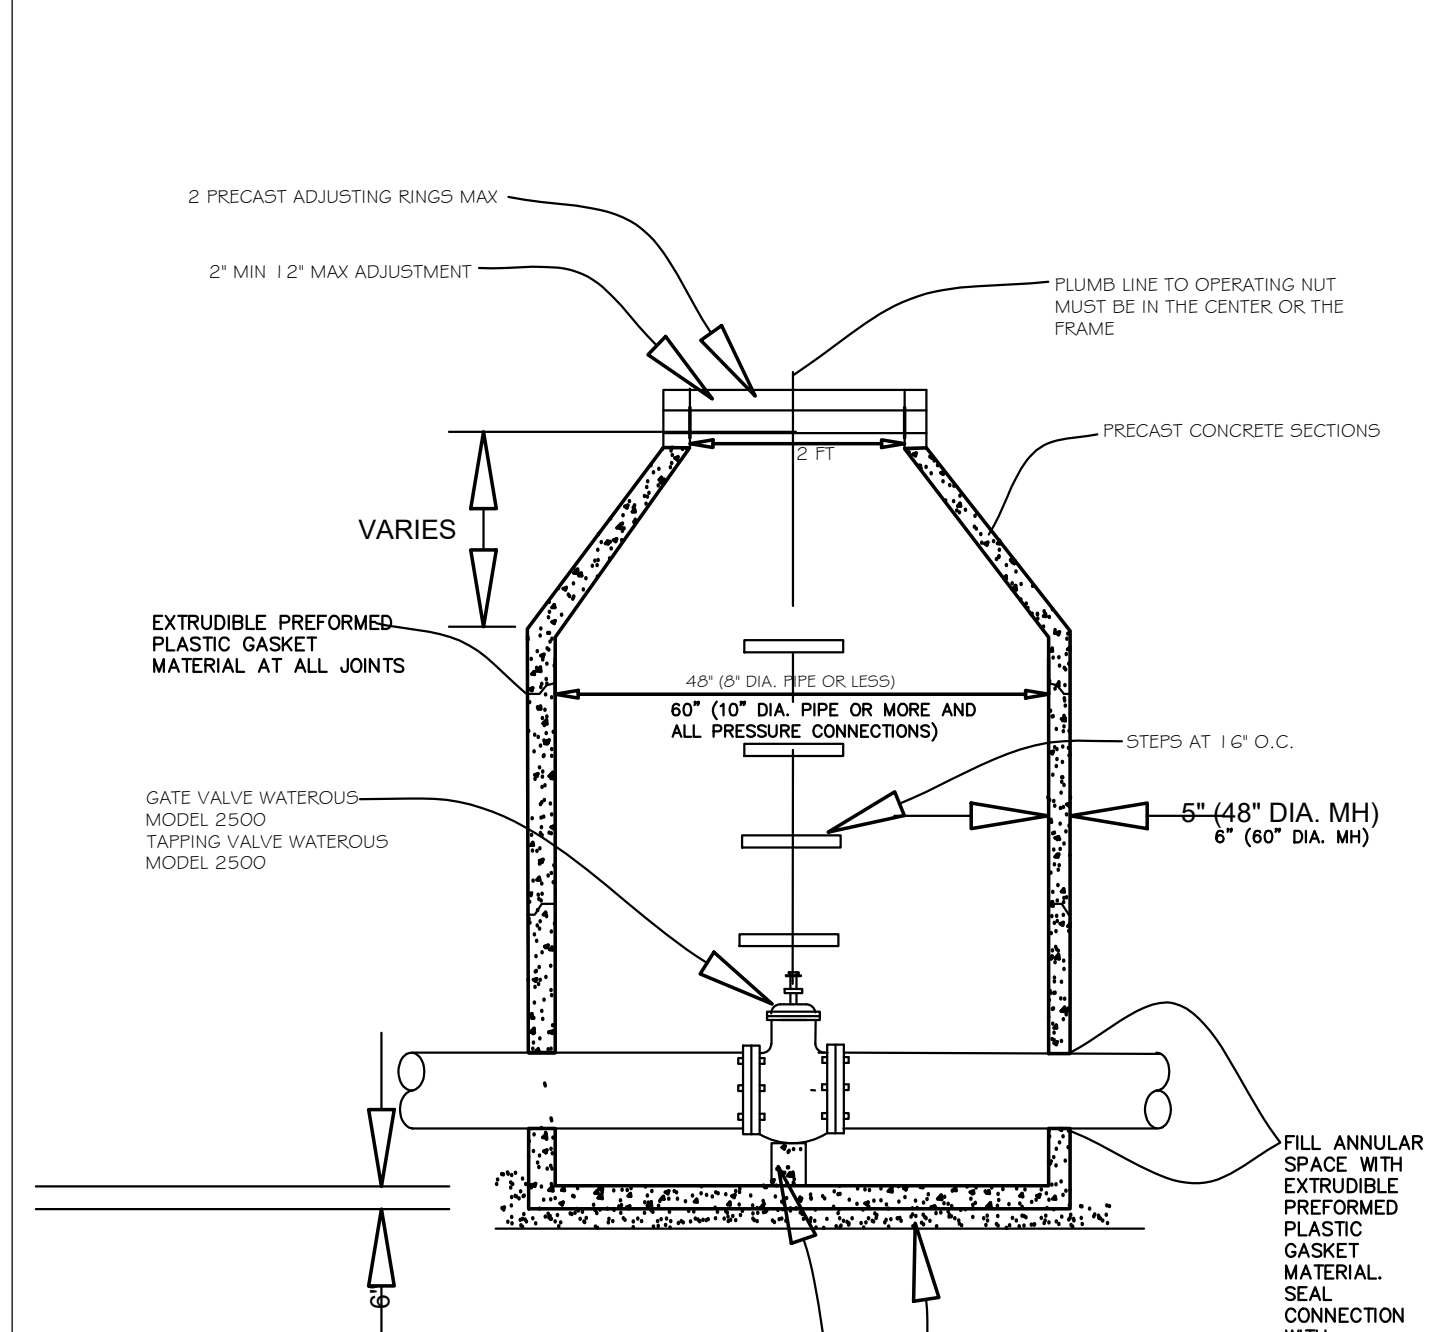 2 PRECAST ADJUSTING RINGS MAX
2" MIN 12" MAX ADJUSTMENT
PLUMB LINE TO OPERATING NUT
MUST BE IN THE CENTER OR THE
FRAME
PRECAST CONCRETE SECTIONS
2 FT
VARIES
EXTRUDIBLE PREFORMED
PLASTIC GASKET
MATERIAL AT ALL JOINTS
48" (8" DIA. PIPE OR LESS)
60" (10" DIA. PIPE OR MORE AND
ALL PRESSURE CONNECTIONS)
STEPS AT 16" O.C.
GATE VALVE WATEROUS
MODEL 2500
TAPPING VALVE WATEROUS
MODEL 2500
5" (48" DIA. MH)
6" (60" DIA. MH)
FILL ANNULAR
SPACE WITH
EXTRUDIBLE
PREFORMED
PLASTIC
GASKET
MATERIAL.
SEAL
CONNECTION